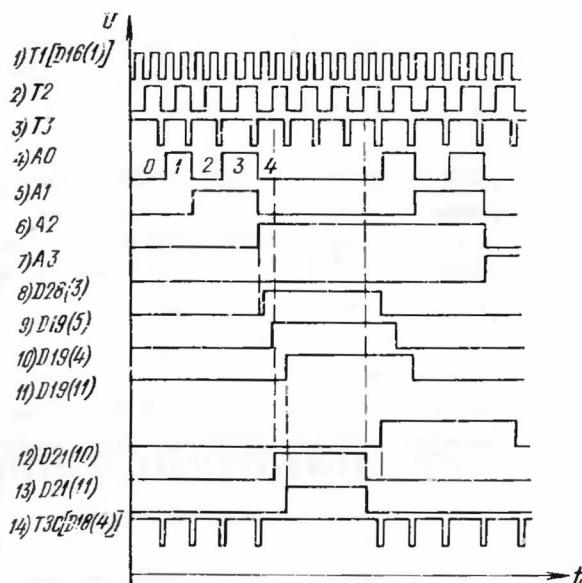 U
1) T1 [D16(1)]
2) T2
3) T3
4) A0
0 1 2 3 4
5) A1
6) A2
7) A3
8) D26(3)
9) D19(5)
10) D19(4)
11) D19(11)
12) D21(10)
13) D21(11)
14) T3C[D18(4)]
t